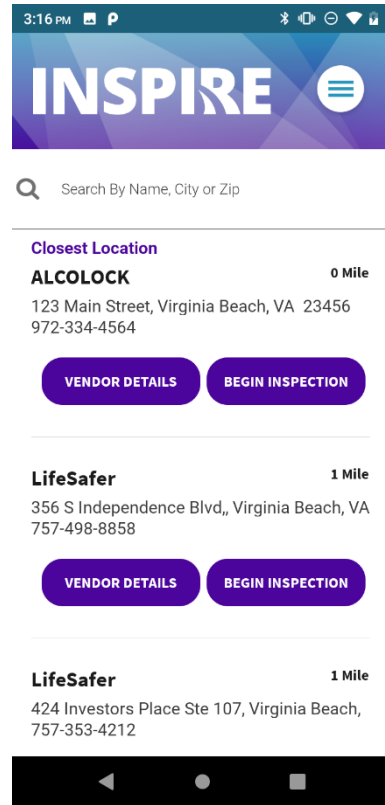 3:16 PM
INSPIRE
Search By Name, City or Zip
Closest Location
ALCOLOCK 0 Mile
123 Main Street, Virginia Beach, VA 23456
972-334-4564
VENDOR DETAILS BEGIN INSPECTION
LifeSafer 1 Mile
356 S Independence Blvd,, Virginia Beach, VA
757-498-8858
VENDOR DETAILS BEGIN INSPECTION
LifeSafer 1 Mile
424 Investors Place Ste 107, Virginia Beach,
757-353-4212